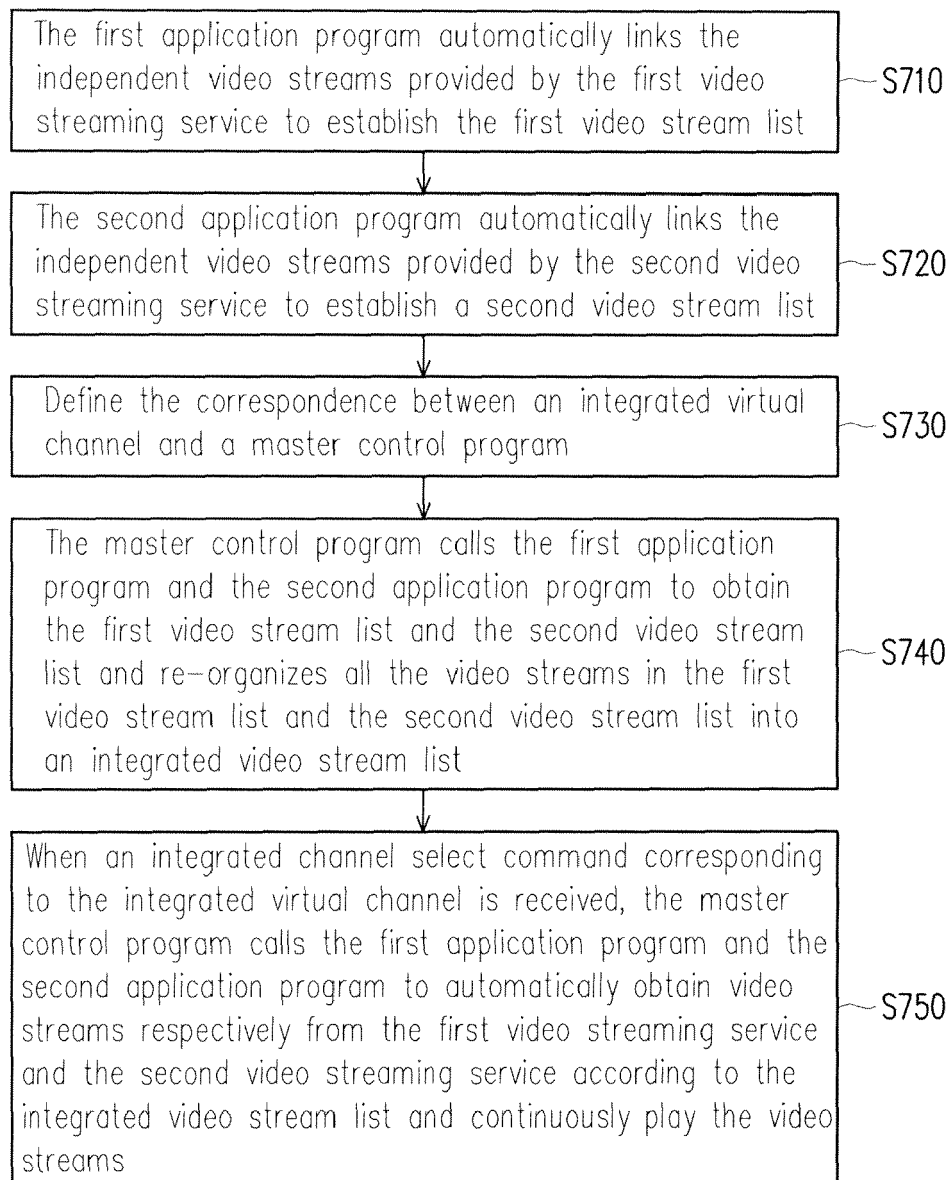 The first application program automatically links the
independent video streams provided by the first video
streaming service to establish the first video stream list
S710
The second application program automatically links the
independent video streams provided by the second video
streaming service to establish a second video stream list
S720
Define the correspondence between an integrated virtual
channel and a master control program
S730
The master control program calls the first application
program and the second application program to obtain
the first video stream list and the second video stream
list and re-organizes all the video streams in the first
video stream list and the second video stream list into
an integrated video stream list
S740
When an integrated channel select command corresponding
to the integrated virtual channel is received, the master
control program calls the first application program and the
second application program to automatically obtain video
streams respectively from the first video streaming service
and the second video streaming service according to the
integrated video stream list and continuously play the video
streams
S750